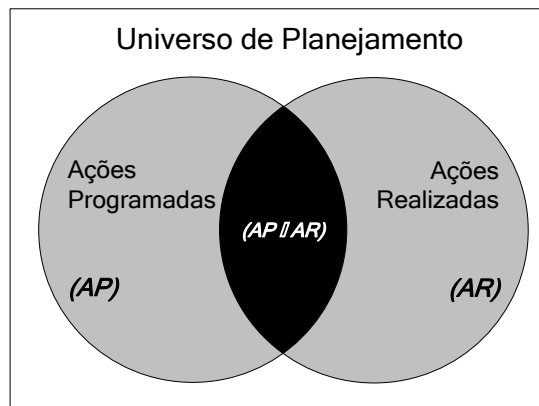 Universo de Planejamento
Ações
Programadas
Ações
Realizadas
(AP ▯ AR)
(AP)
(AR)